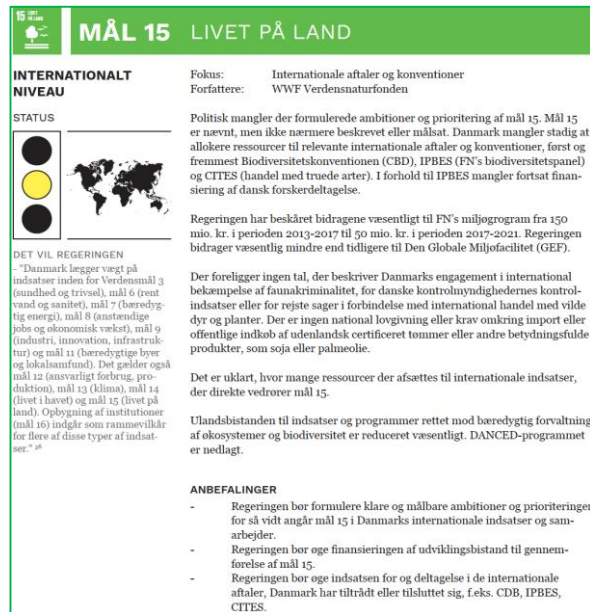 15 LIVET PÅ LAND
MÅL 15 LIVET PÅ LAND
INTERNATIONALT
NIVEAU
STATUS
DET VIL REGERINGEN
- "Danmark lægger vægt på
indsatser inden for Verdensmål 3
(sundhed og trivsel), mål 6 (rent
vand og sanitet), mål 7 (bæredyg-
tig energi), mål 8 (anstændige
jobs og økonomisk vækst), mål 9
(industri, innovation, infrastruk-
tur) og mål 11 (bæredygtige byer
og lokalsamfund). Det gælder også
mål 12 (ansvarligt forbrug, pro-
duktion), mål 13 (klima), mål 14
(livet i havet) og mål 15 (livet på
land). Opbygning af institutioner
(mål 16) indgår som rammevilkår
for flere af disse typer af indsat-
ser."
Fokus: Internationale aftaler og konventioner
Forfattere: WWF Verdensnaturfonden
Politisk mangler der formulerede ambitioner og prioritering af mål 15. Mål 15
er nævnt, men ikke nærmere beskrevet eller målsat. Danmark mangler stadig at
allokere ressourcer til relevante internationale aftaler og konventioner, først og
fremmest Biodiversitetskonventionen (CBD), IPBES (FN's biodiversitetspanel)
og CITES (handel med truede arter). I forhold til IPBES mangler fortsat finan-
siering af dansk forskerdeltagelse.
Regeringen har beskåret bidragene væsentligt til FN's miljøgrogram fra 150
mio. kr. i perioden 2013-2017 til 50 mio. kr. i perioden 2017-2021. Regeringen
bidrager væsentlig mindre end tidligere til Den Globale Miljøfacilitet (GEF).
Der foreligger ingen tal, der beskriver Danmarks engagement i international
bekæmpelse af faunakriminalitet, for danske kontrolmyndighedernes kontrol-
indsatser eller for rejste sager i forbindelse med international handel med vilde
dyr og planter. Der er ingen national lovgivning eller krav omkring import eller
offentlige indkøb af udenlandsk certificeret tømmer eller andre betydningsfulde
produkter, som soja eller palmeolie.
Det er uklart, hvor mange ressourcer der afsættes til internationale indsatser,
der direkte vedrører mål 15.
Ulandsbistanden til indsatser og programmer rettet mod bæredygtig forvaltning
af økosystemer og biodiversitet er reduceret væsentligt. DANCED-programmet
er nedlagt.
ANBEFALINGER
- Regeringen bør formulere klare og målbare ambitioner og prioriteringer
for så vidt angår mål 15 i Danmarks internationale indsatser og sam-
arbejder.
- Regeringen bør øge finansieringen af udviklingsbistand til gennem-
førelse af mål 15.
- Regeringen bør øge indsatsen for og deltagelse i de internationale
aftaler, Danmark har tiltrådt eller tilsluttet sig, f.eks. CDB, IPBES,
CITES.